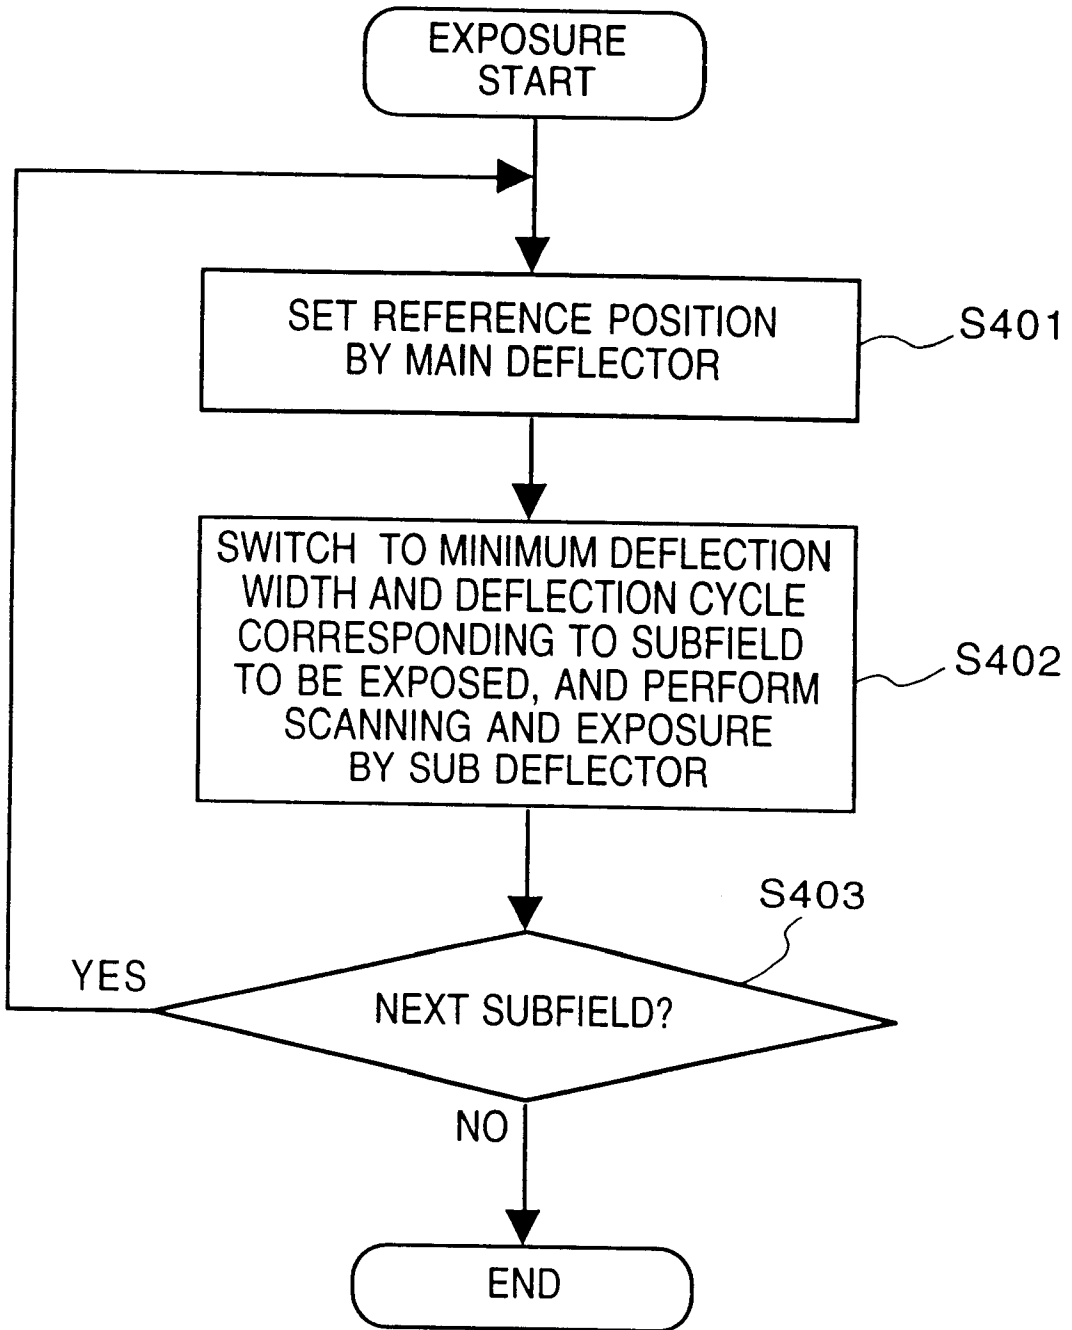 EXPOSURE
START
SET REFERENCE POSITION
BY MAIN DEFLECTOR
S401
SWITCH TO MINIMUM DEFLECTION
WIDTH AND DEFLECTION CYCLE
CORRESPONDING TO SUBFIELD
TO BE EXPOSED, AND PERFORM
SCANNING AND EXPOSURE
BY SUB DEFLECTOR
S402
S403
YES
NEXT SUBFIELD?
NO
END